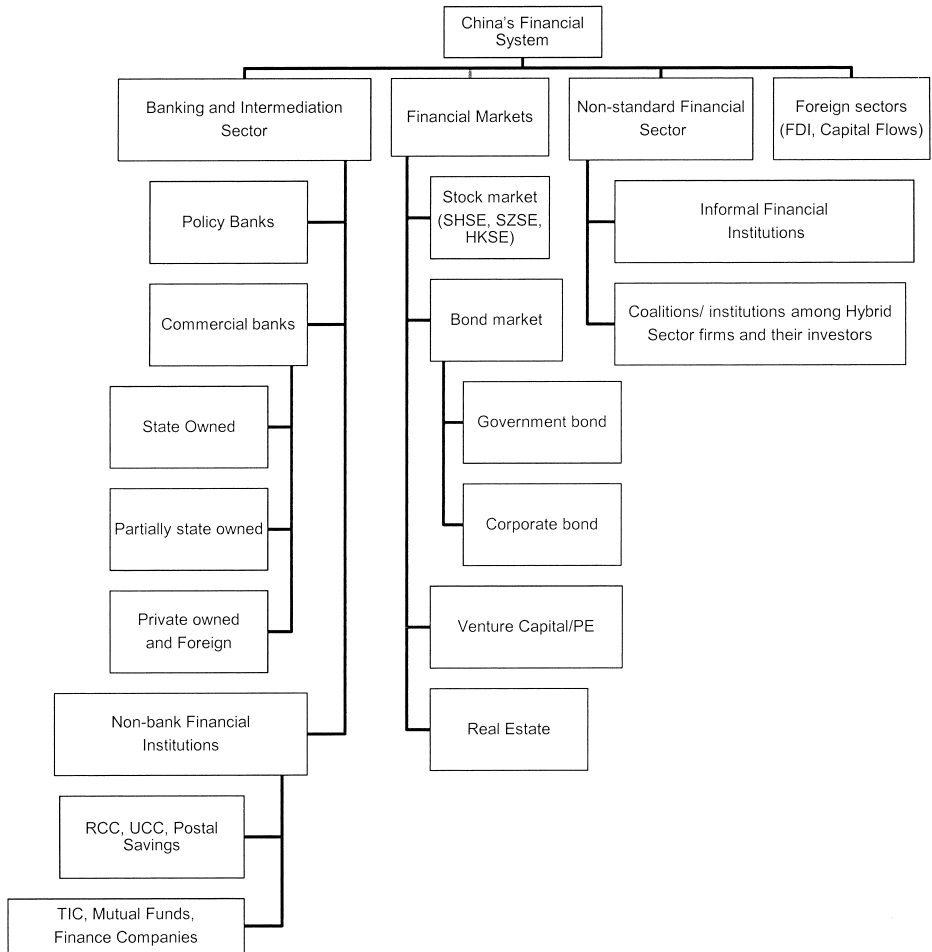 China's Financial
System
Banking and Intermediation
Sector
Financial Markets
Non-standard Financial
Sector
Foreign sectors
(FDI, Capital Flows)
Policy Banks
Stock market
(SHSE, SZSE,
HKSE)
Informal Financial
Institutions
Commercial banks
Bond market
Coalitions/ institutions among Hybrid
Sector firms and their investors
State Owned
Government bond
Partially state owned
Corporate bond
Private owned
and Foreign
Venture Capital/PE
Non-bank Financial
Institutions
Real Estate
RCC, UCC, Postal
Savings
TIC, Mutual Funds,
Finance Companies